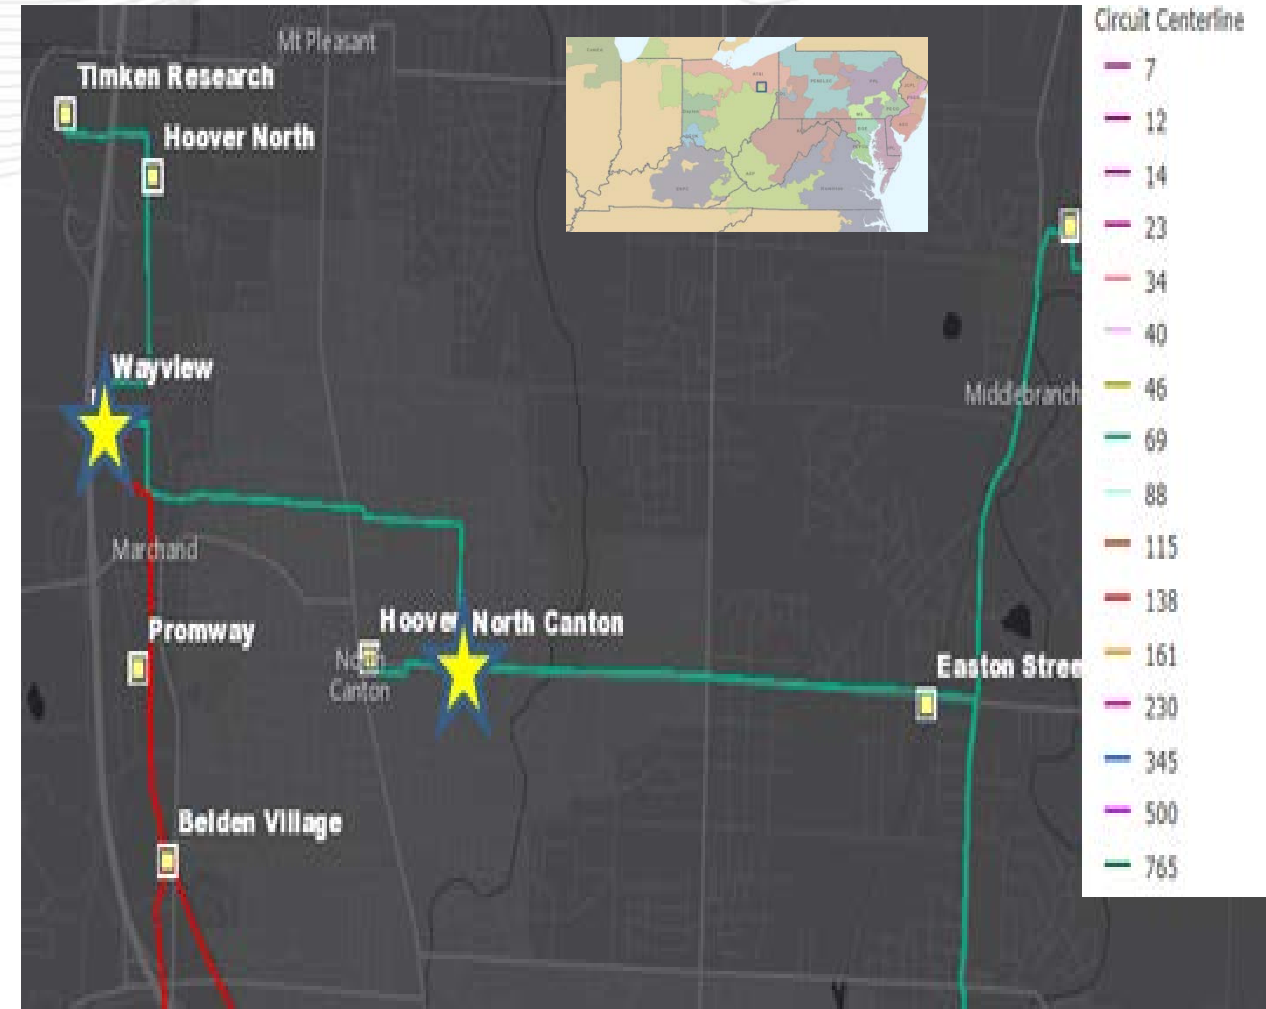 Mt Pleasant
Timken Research
Hoover North
Wayview
Middlebranch
Marchand
Promway
Hoover North Canton
North
Canton
Easton Stree
Belden Village
Circuit Centerline
7
12
14
23
34
40
46
69
88
115
138
161
230
345
500
765